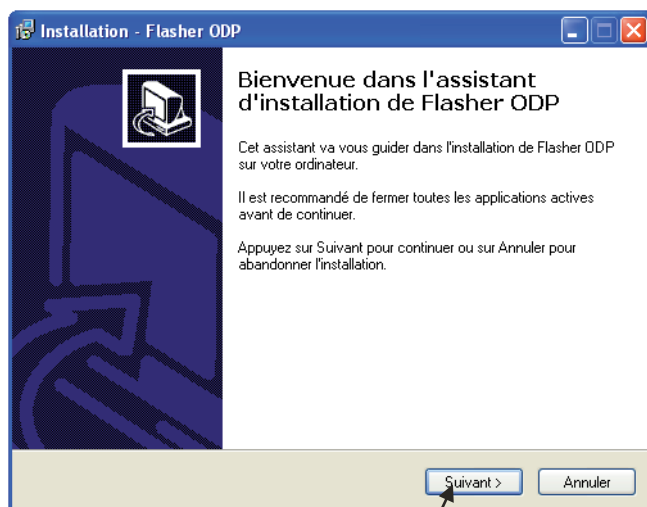 Installation - Flasher ODP
Bienvenue dans l'assistant
d'installation de Flasher ODP
Cet assistant va vous guider dans l'installation de Flasher ODP
sur votre ordinateur.
Il est recommandé de fermer toutes les applications actives
avant de continuer.
Appuyez sur Suivant pour continuer ou sur Annuler pour
abandonner l'installation.
Suivant > Annuler